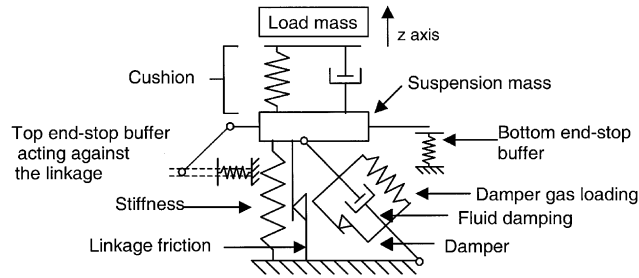 Load mass
z axis
Cushion
Suspension mass
Top end-stop buffer
acting against
the linkage
Bottom end-stop
buffer
Damper gas loading
Stiffness
Fluid damping
Linkage friction
Damper